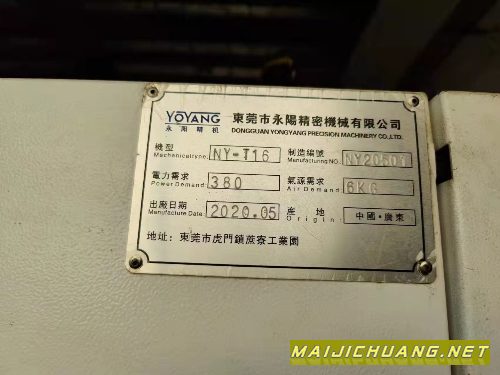 YOYANG
永陽精机
東莞市永陽精密機械有限公司
DONGGUAN YONGYANG PRECISION MACHINERY CO.,LTD.
機型 NY-T16 制造編號 NY20501
Mechanicaltype: Manufacturing NO.
電力需求 380 氣源需求 6KG
Power Demand: Air Demand
出廠日期 2020.05 產地 中國·廣東
Manufacture Date: Origin
地址：東莞市虎門鎮蔗寮工業園
MAIJICHUANG.NET